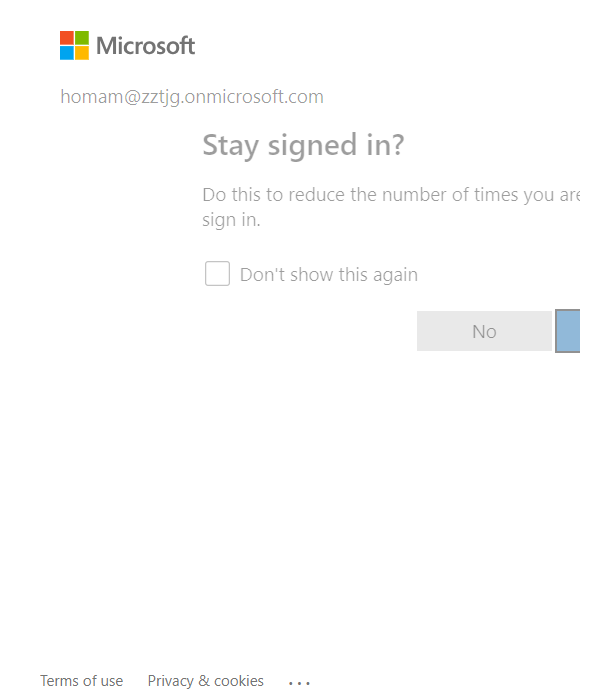 Microsoft
homam@zztjg.onmicrosoft.com
Stay signed in?
Do this to reduce the number of times you are
sign in.
Don't show this again
No
Terms of use Privacy & cookies ...